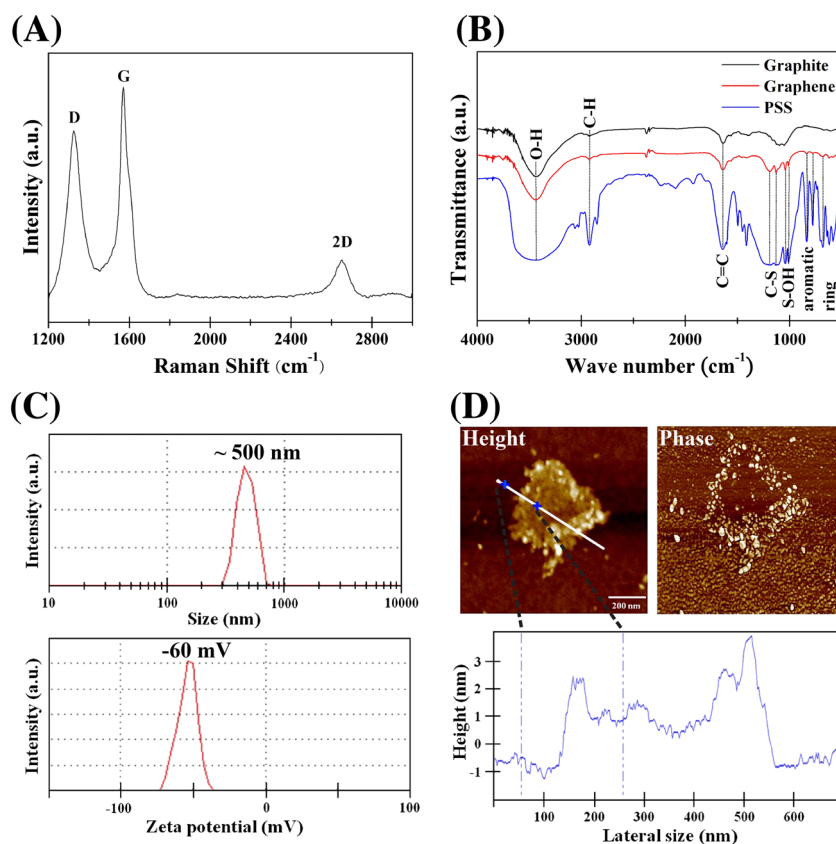 (A)
D
G
2D
Intensity (a.u.)
1200 1600 2000 2400 2800
Raman Shift (cm-1)
(B)
Graphite
Graphene
PSS
O-H
C-H
C=C
C-S
S-OH
aromatic
ring
Transmittance (a.u.)
4000 3000 2000 1000
Wave number (cm-1)
(C)
~ 500 nm
Intensity (a.u.)
10 100 1000 10000
Size (nm)
-60 mV
Intensity (a.u.)
-100 0 100
Zeta potential (mV)
(D)
Height
Phase
200 nm
3
2
1
0
-1
Height (nm)
100 200 300 400 500 600
Lateral size (nm)